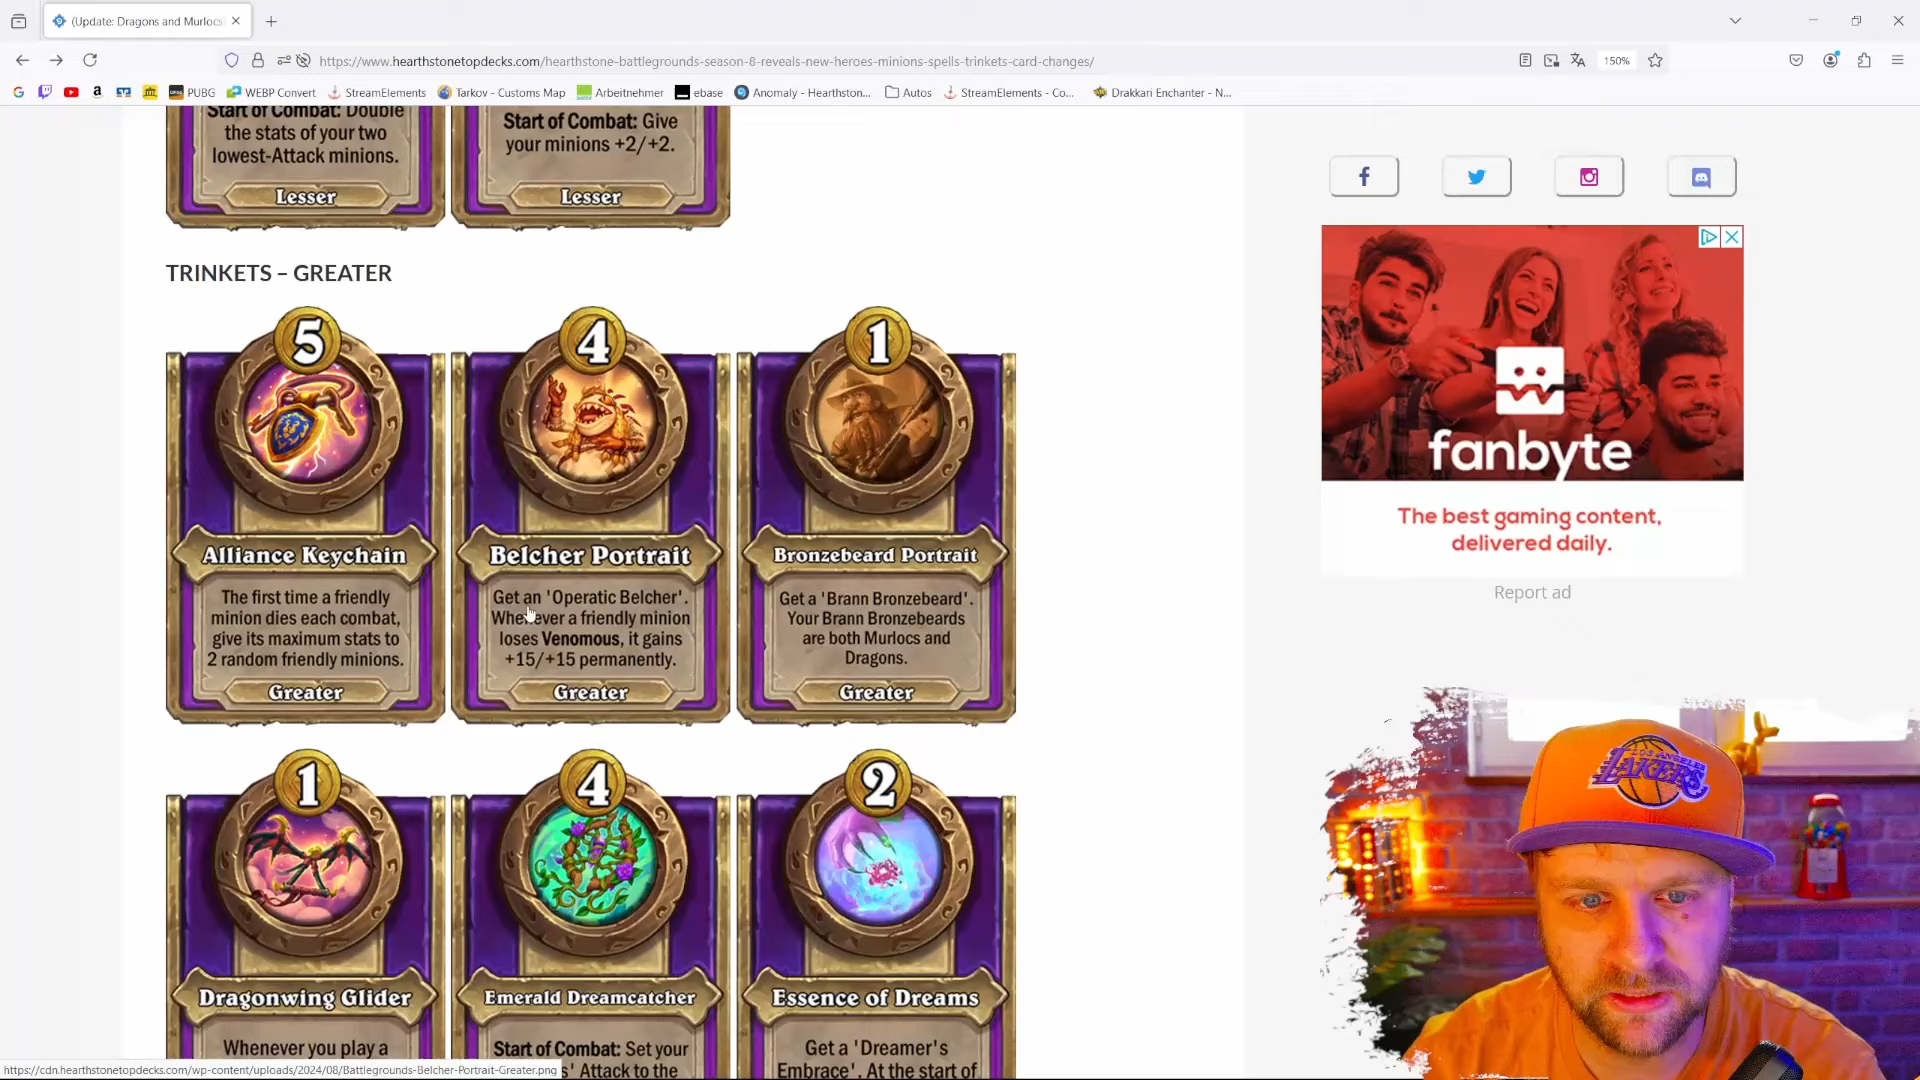 (Update: Dragons and Murlocs
https://www.hearthstonetopdecks.com/hearthstone-battlegrounds-season-8-reveals-new-heroes-minions-spells-trinkets-card-changes/
150%
PUBG
WEBP Convert
StreamElements
Tarkov - Customs Map
Arbeitnehmer
ebase
Anomaly - Hearthston...
Autos
StreamElements - Co...
Drakkari Enchanter - N...
Start of Combat: Double
the stats of your two
lowest-Attack minions.
Lesser
Start of Combat: Give
your minions +2/+2.
Lesser
TRINKETS – GREATER
5
Alliance Keychain
The first time a friendly
minion dies each combat,
give its maximum stats to
2 random friendly minions.
Greater
4
Belcher Portrait
Get an 'Operatic Belcher'.
Whenever a friendly minion
loses Venomous, it gains
+15/+15 permanently.
Greater
1
Bronzebeard Portrait
Get a 'Brann Bronzebeard'.
Your Brann Bronzebeards
are both Murlocs and
Dragons.
Greater
1
Dragonwing Glider
Whenever you play a
4
Emerald Dreamcatcher
Start of Combat: Set your
s' Attack to the
2
Essence of Dreams
Get a 'Dreamer's
Embrace'. At the start of
fanbyte
The best gaming content,
delivered daily.
Report ad
LOS ANGELES
LAKERS
https://cdn.hearthstonetopdecks.com/wp-content/uploads/2024/08/Battlegrounds-Belcher-Portrait-Greater.png